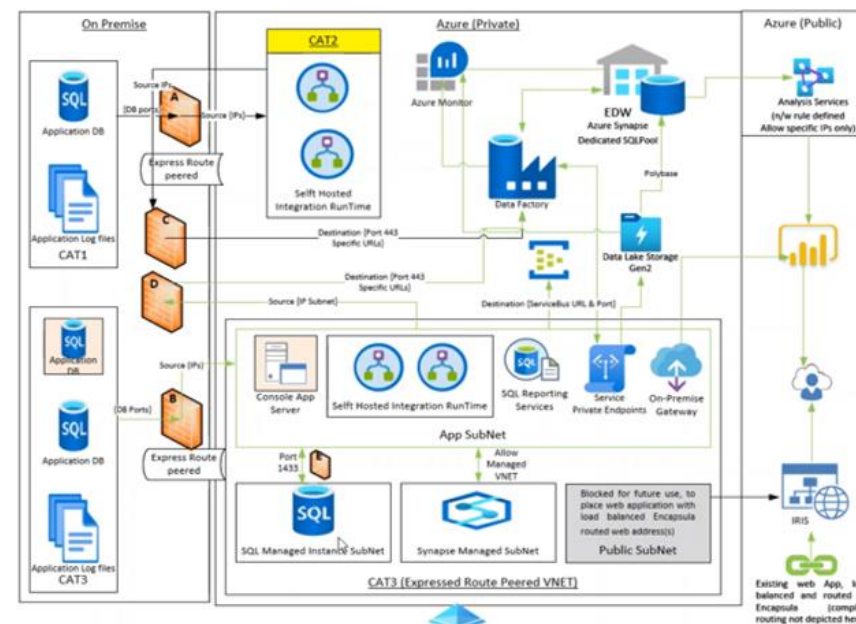 On Premise
SQL
Application DB
Application Log files
CAT1
SQL
Application
DB
SQL
Application DB
Application Log files
CAT3
Source IPs
[DB ports]
A
Source [IPs]
Express Route
peered
C
D
Source (IPs)
[DB Ports]
B
Express Route
peered
Azure (Private)
CAT2
Selft Hosted
Integration RunTime
Azure Monitor
EDW
Azure Synapse
Dedicated SQLPool
Data Factory
Polybase
Data Lake Storage
Gen2
Destination [Port 443
Specific URLs]
Destination [Port 443
Specific URLs]
Source [IP Subnet]
Destination [ServiceBus URL & Port]
Console App
Server
Selft Hosted Integration RunTime
SQL
SQL Reporting
Services
Service
Private Endpoints
On-Premise
Gateway
App SubNet
Port
1433
E
Allow
Managed
VNET
SQL
SQL Managed Instance SubNet
Synapse Managed SubNet
Blocked for future use, to
place web application with
load balanced Encapsula
routed web address(s)
Public SubNet
CAT3 (Expressed Route Peered VNET)
Azure (Public)
Analysis Services
(n/w rule defined
Allow specific IPs only)
IRIS
Existing web App,
balanced and routed
Encapsula
routing not depicted